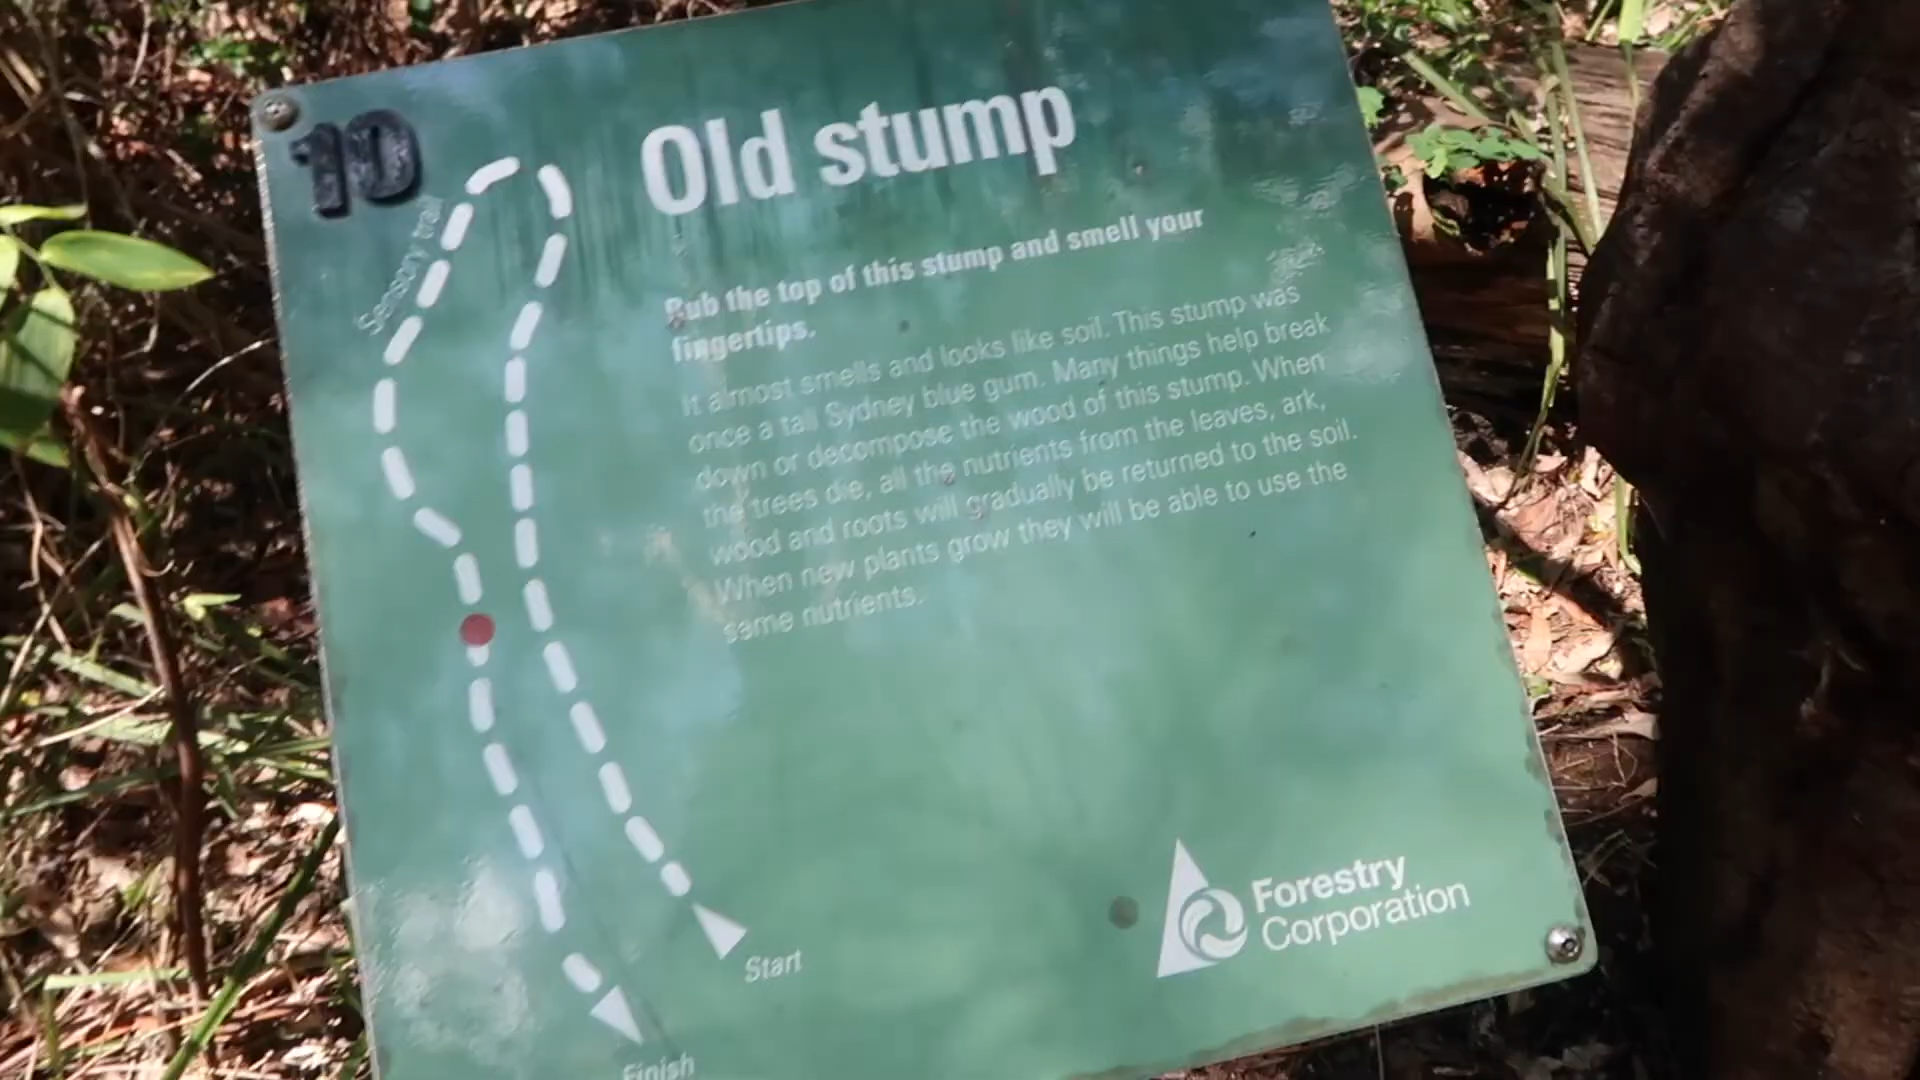 10
Old stump
Sensory trail
Rub the top of this stump and smell your
fingertips.
It almost smells and looks like soil. This stump was
once a tall Sydney blue gum. Many things help break
down or decompose the wood of this stump. When
the trees die, all the nutrients from the leaves, ark,
wood and roots will gradually be returned to the soil.
When new plants grow they will be able to use the
same nutrients.
Forestry
Corporation
Start
Finish